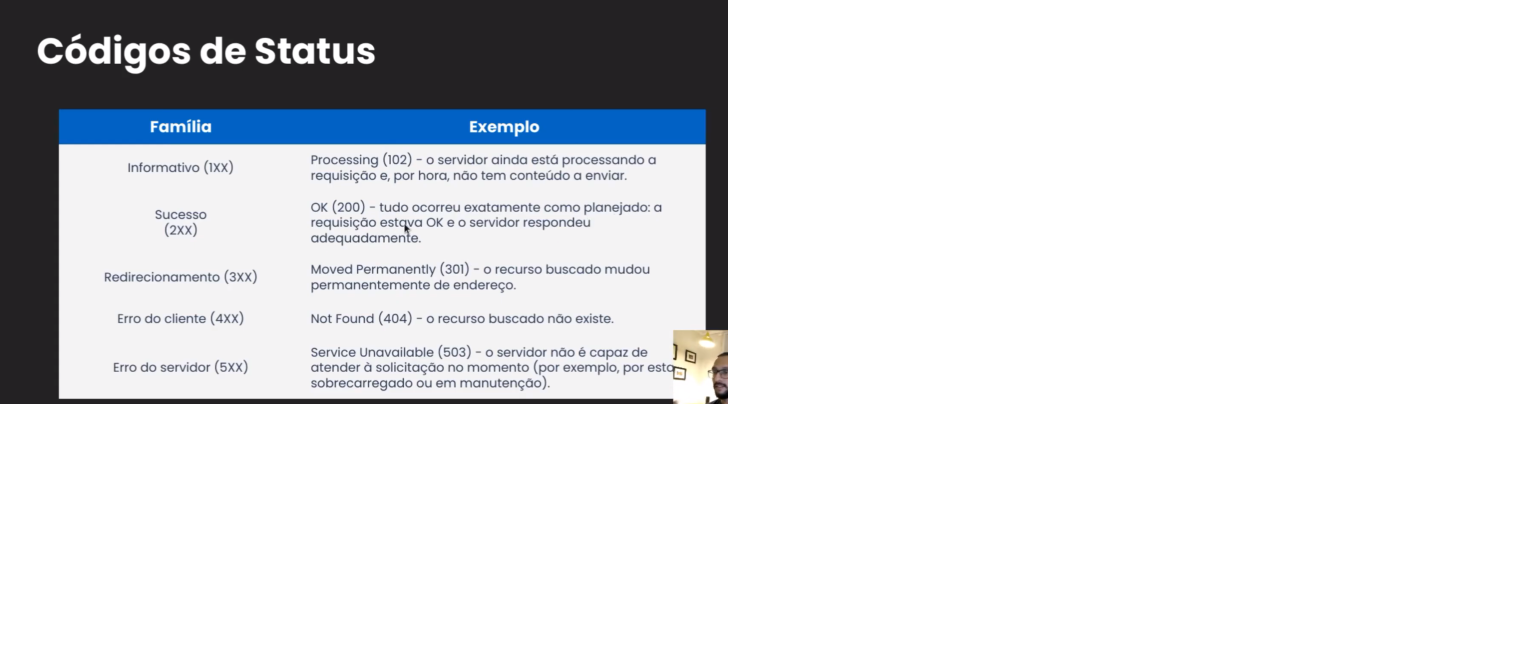 Códigos de Status
Família Exemplo
Informativo (1XX)
Processing (102) - o servidor ainda está processando a
requisição e, por hora, não tem conteúdo a enviar.
Sucesso
(2XX)
OK (200) - tudo ocorreu exatamente como planejado: a
requisição estava OK e o servidor respondeu
adequadamente.
Redirecionamento (3XX)
Moved Permanently (301) - o recurso buscado mudou
permanentemente de endereço.
Erro do cliente (4XX)
Not Found (404) - o recurso buscado não existe.
Erro do servidor (5XX)
Service Unavailable (503) - o servidor não é capaz de
atender à solicitação no momento (por exemplo, por esta
sobrecarregado ou em manutenção).